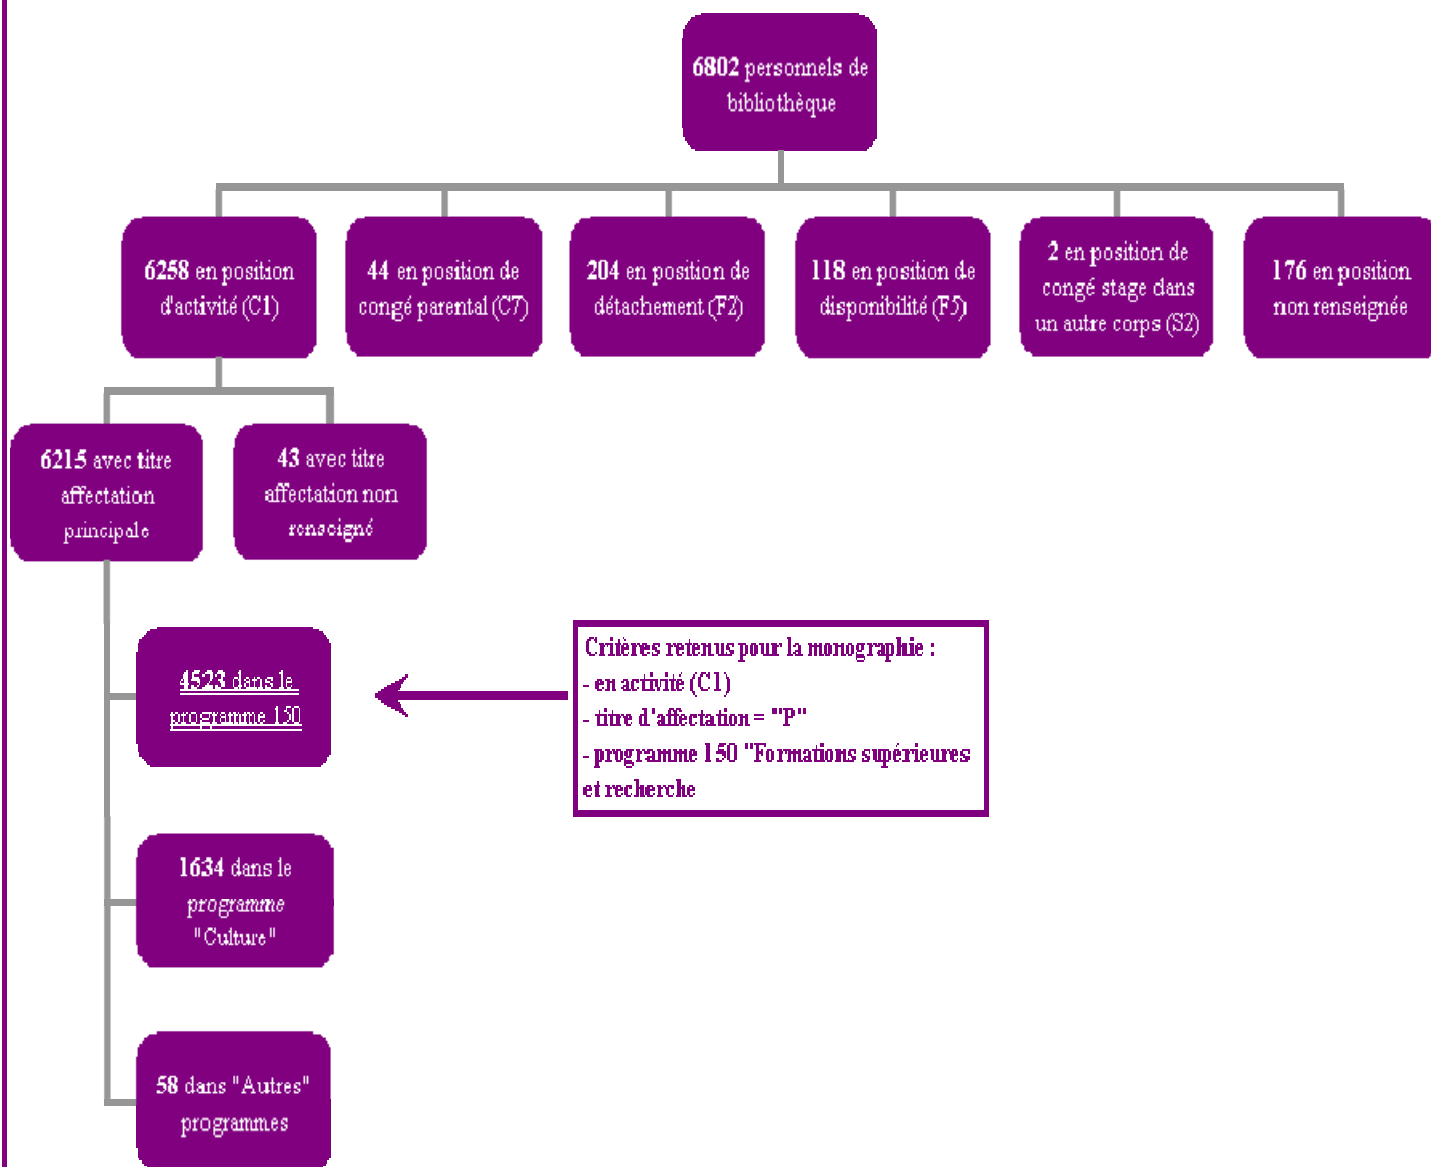 6802 personnels de
bibliothèque
6258 en position
d'activité (C1)
44 en position de
congé parental (C7)
204 en position de
détachement (F2)
118 en position de
disponibilité (F5)
2 en position de
congé stage dans
un autre corps (S2)
176 en position
non renseignée
6215 avec titre
affectation
principale
43 avec titre
affectation non
renseigné
4523 dans le
programme 150
Critères retenus pour la monographie :
- en activité (C1)
- titre d'affectation = "P"
- programme 150 "Formations supérieures
et recherche
1634 dans le
programme
"Culture"
58 dans "Autres"
programmes